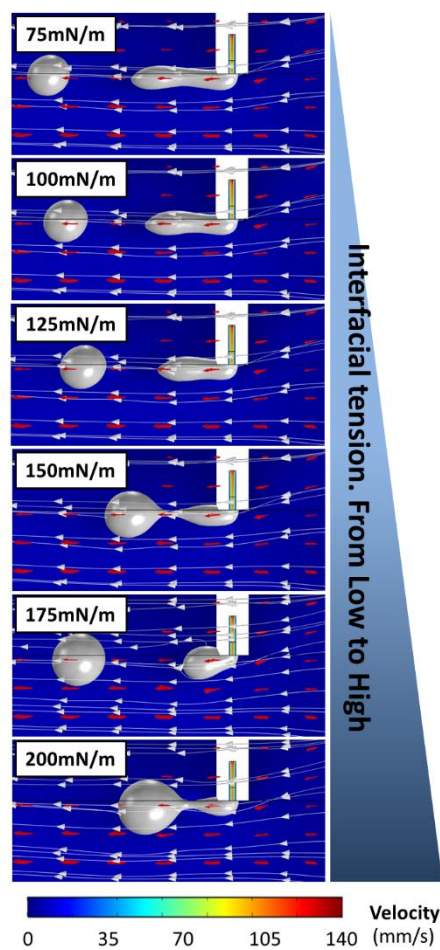 75mN/m
100mN/m
125mN/m
150mN/m
175mN/m
200mN/m
Interfacial tension. From Low to High
0 35 70 105 140 Velocity
(mm/s)